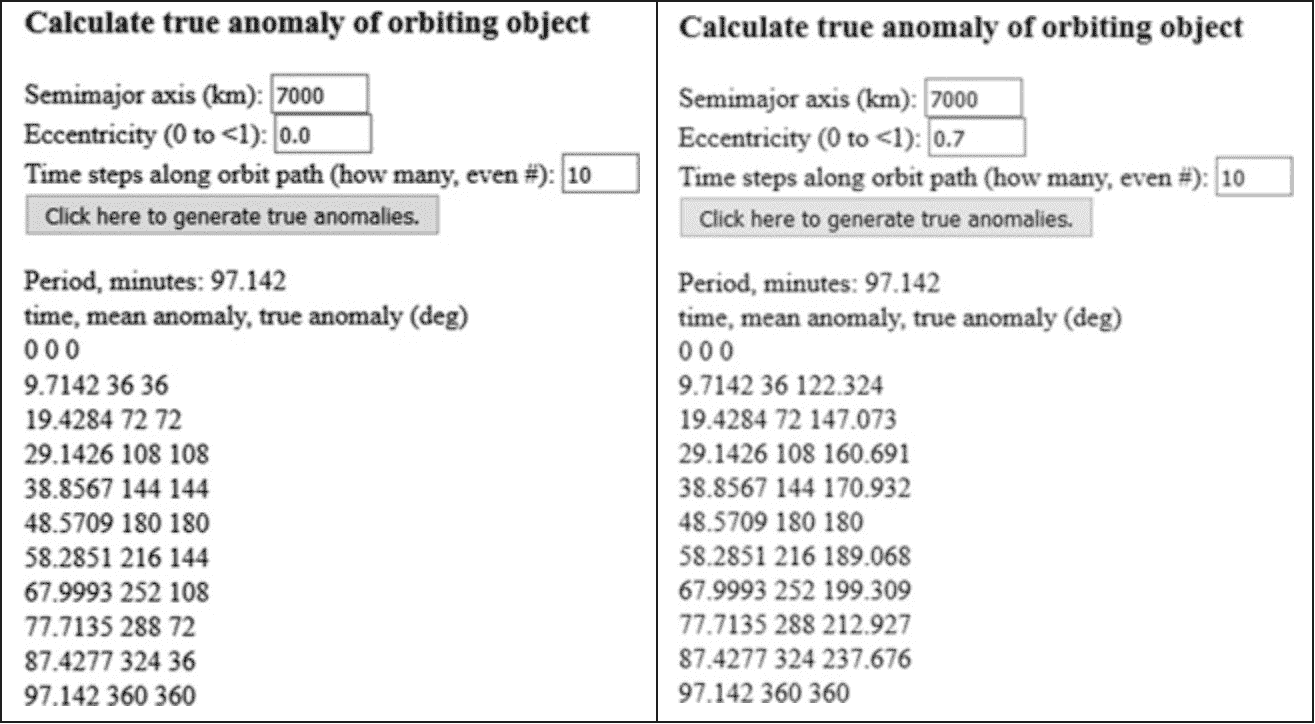 Calculate true anomaly of orbiting object
Semimajor axis (km): 7000
Eccentricity (0 to <1): 0.0
Time steps along orbit path (how many, even #): 10
Click here to generate true anomalies.
Period, minutes: 97.142
time, mean anomaly, true anomaly (deg)
0 0 0
9.7142 36 36
19.4284 72 72
29.1426 108 108
38.8567 144 144
48.5709 180 180
58.2851 216 144
67.9993 252 108
77.7135 288 72
87.4277 324 36
97.142 360 360
Calculate true anomaly of orbiting object
Semimajor axis (km): 7000
Eccentricity (0 to <1): 0.7
Time steps along orbit path (how many, even #): 10
Click here to generate true anomalies.
Period, minutes: 97.142
time, mean anomaly, true anomaly (deg)
0 0 0
9.7142 36 122.324
19.4284 72 147.073
29.1426 108 160.691
38.8567 144 170.932
48.5709 180 180
58.2851 216 189.068
67.9993 252 199.309
77.7135 288 212.927
87.4277 324 237.676
97.142 360 360